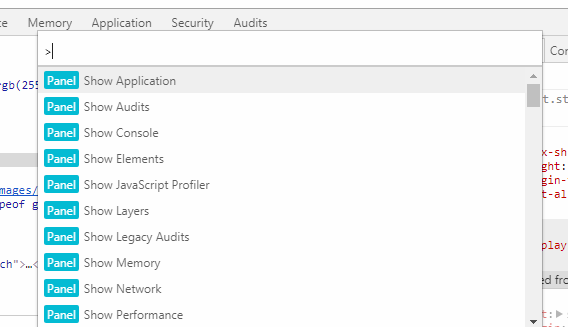 Memory Application Security Audits
>
Panel Show Application
Panel Show Audits
Panel Show Console
Panel Show Elements
Panel Show JavaScript Profiler
Panel Show Layers
Panel Show Legacy Audits
Panel Show Memory
Panel Show Network
Panel Show Performance
rgb(255
mages/
peof g
ch">…<
Con
t.st
x-sh
ght:
gin-
t-al
play
ed fro
t: